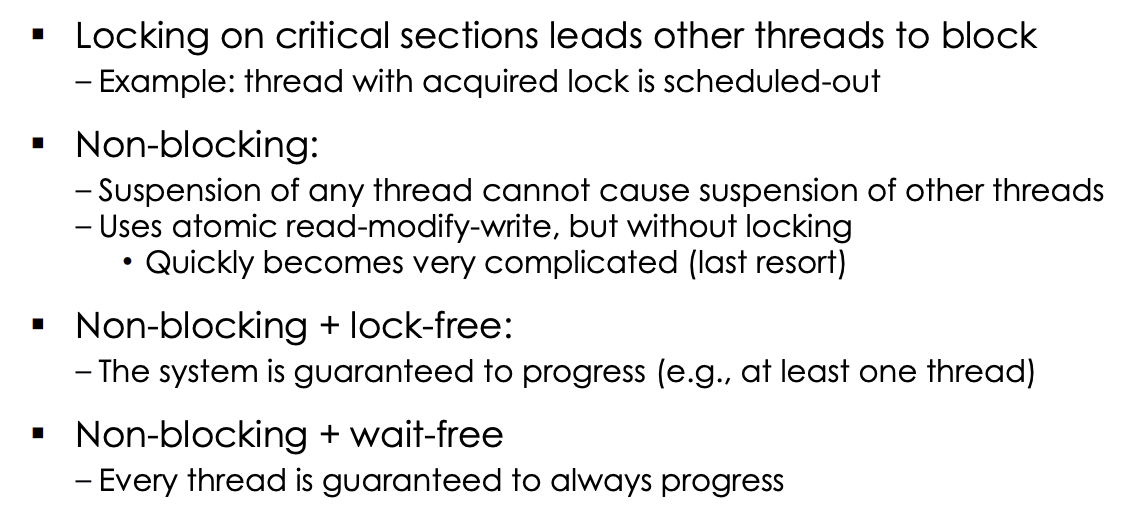 ▪ Locking on critical sections leads other threads to block
– Example: thread with acquired lock is scheduled-out
▪ Non-blocking:
– Suspension of any thread cannot cause suspension of other threads
– Uses atomic read-modify-write, but without locking
• Quickly becomes very complicated (last resort)
▪ Non-blocking + lock-free:
– The system is guaranteed to progress (e.g., at least one thread)
▪ Non-blocking + wait-free
– Every thread is guaranteed to always progress